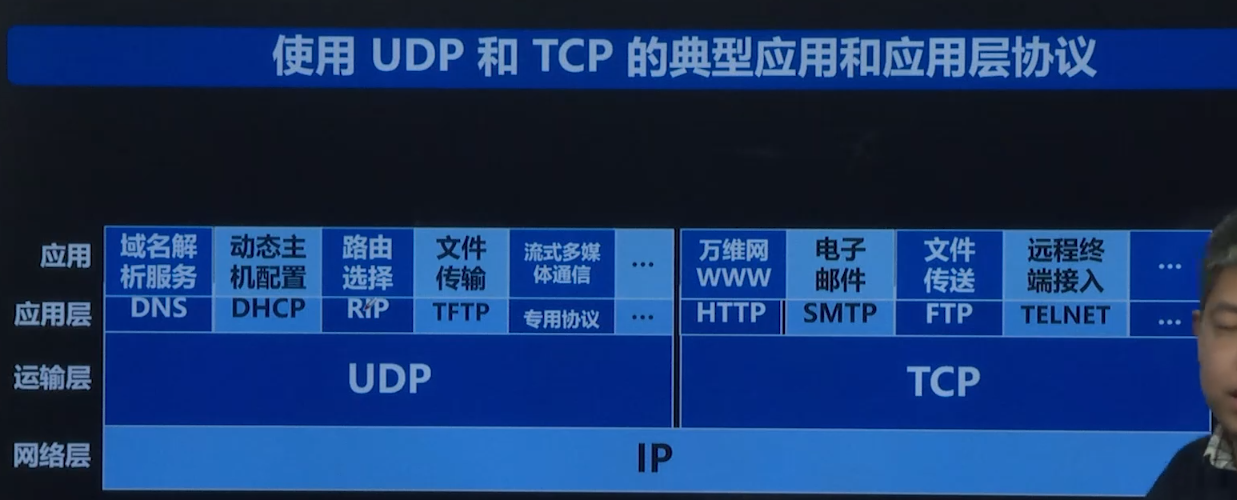 使用 UDP 和 TCP 的典型应用和应用层协议
应用
域名解
析服务
动态主
机配置
路由
选择
文件
传输
流式多媒
体通信
...
万维网
WWW
电子
邮件
文件
传送
远程终
端接入
...
应用层
DNS
DHCP
RIP
TFTP
专用协议
...
HTTP
SMTP
FTP
TELNET
...
运输层
UDP
TCP
网络层
IP